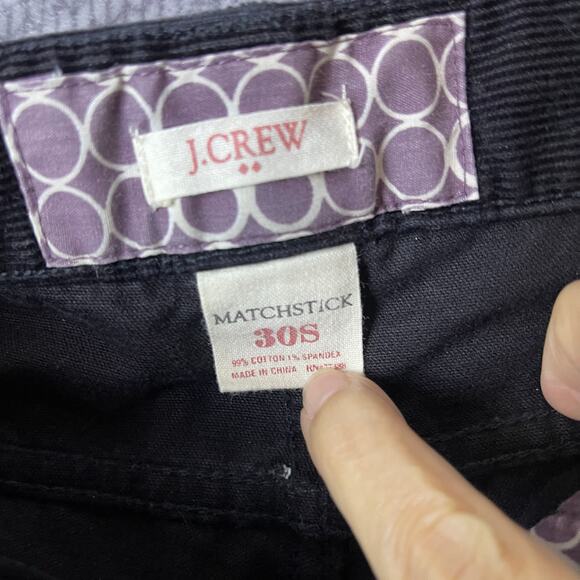 J.CREW
MATCHSTICK
30S
99% COTTON 1% SPANDEX
MADE IN CHINA